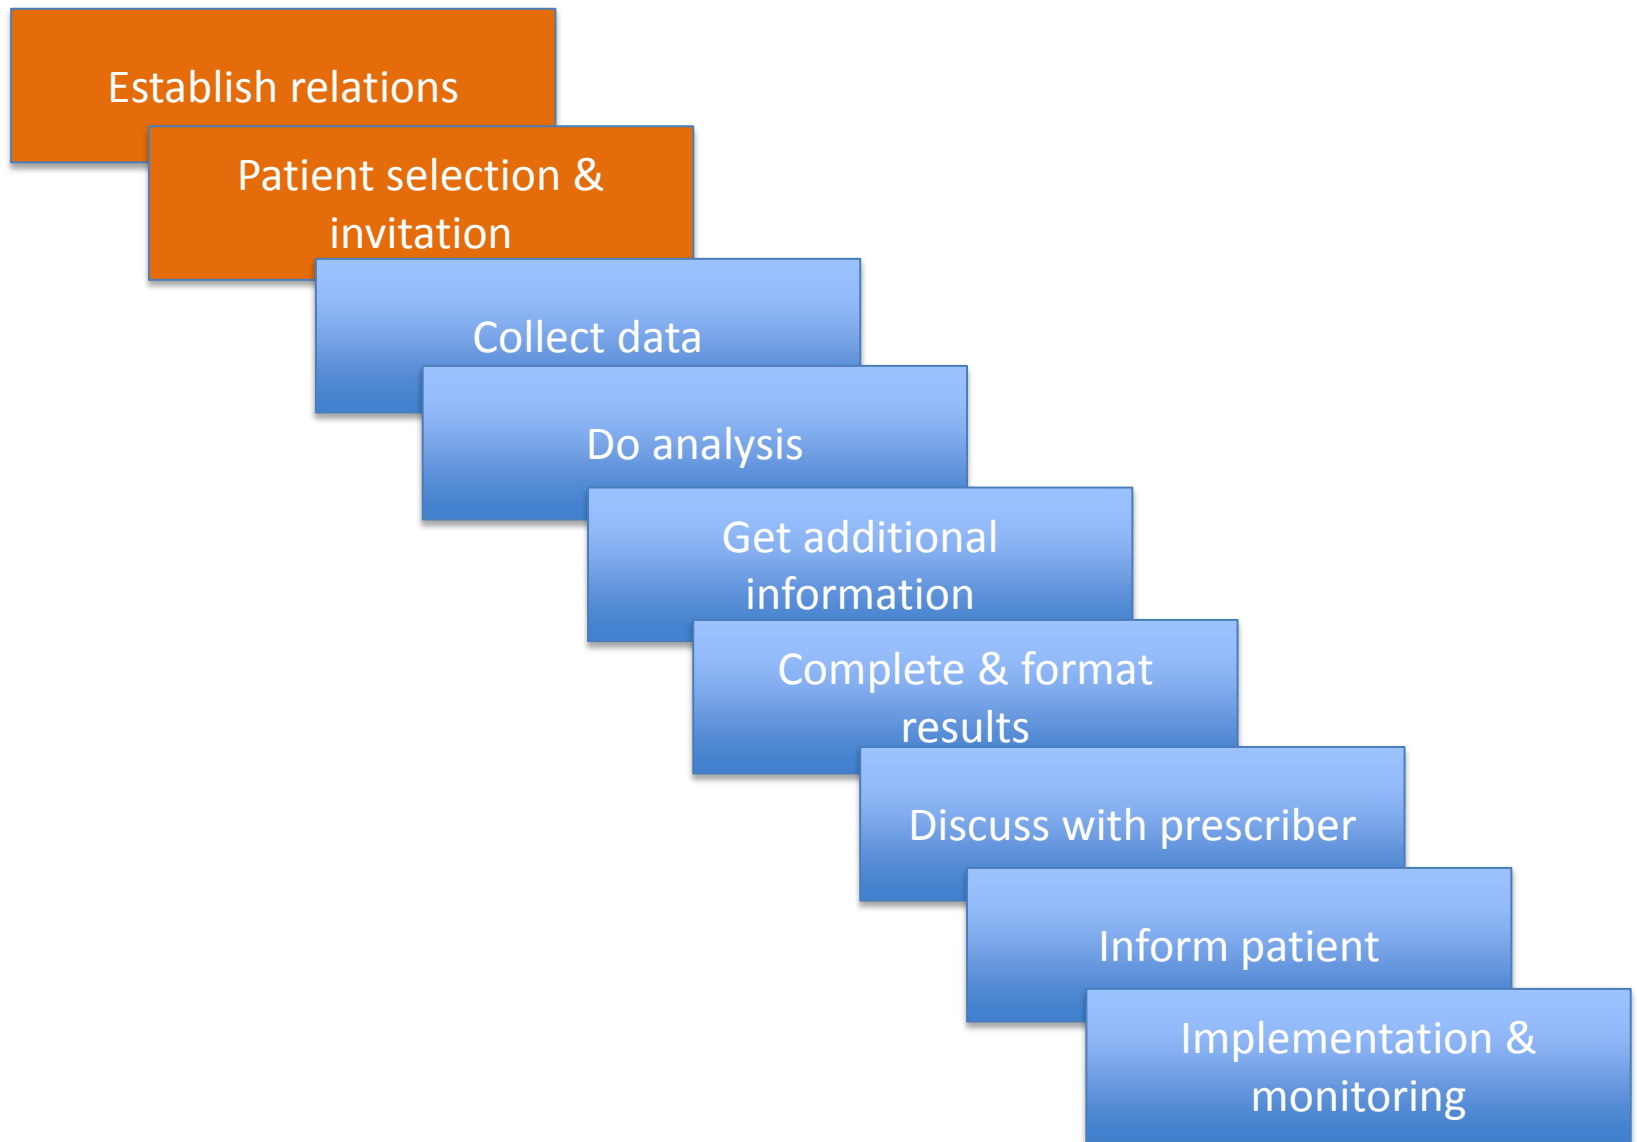 Establish relations
Patient selection &
invitation
Collect data
Do analysis
Get additional
information
Complete & format
results
Discuss with prescriber
Inform patient
Implementation &
monitoring